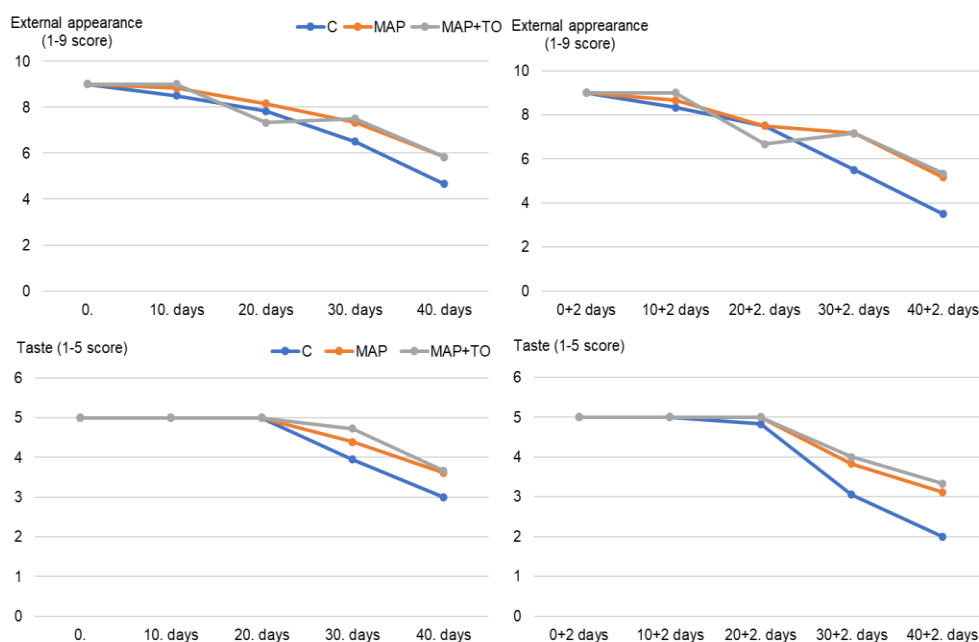 External appearance
(1-9 score)
C MAP MAP+TO
10
8
6
4
2
0
0. 10. days 20. days 30. days 40. days
External apprearance
(1-9 score)
10
8
6
4
2
0
0+2 days 10+2 days 20+2. days 30+2. days 40+2. days
Taste (1-5 score)
C MAP MAP+TO
6
5
4
3
2
1
0
0. 10. days 20. days 30. days 40. days
Taste (1-5 score)
6
5
4
3
2
1
0
0+2 days 10+2 days 20+2. days 30+2. days 40+2. days